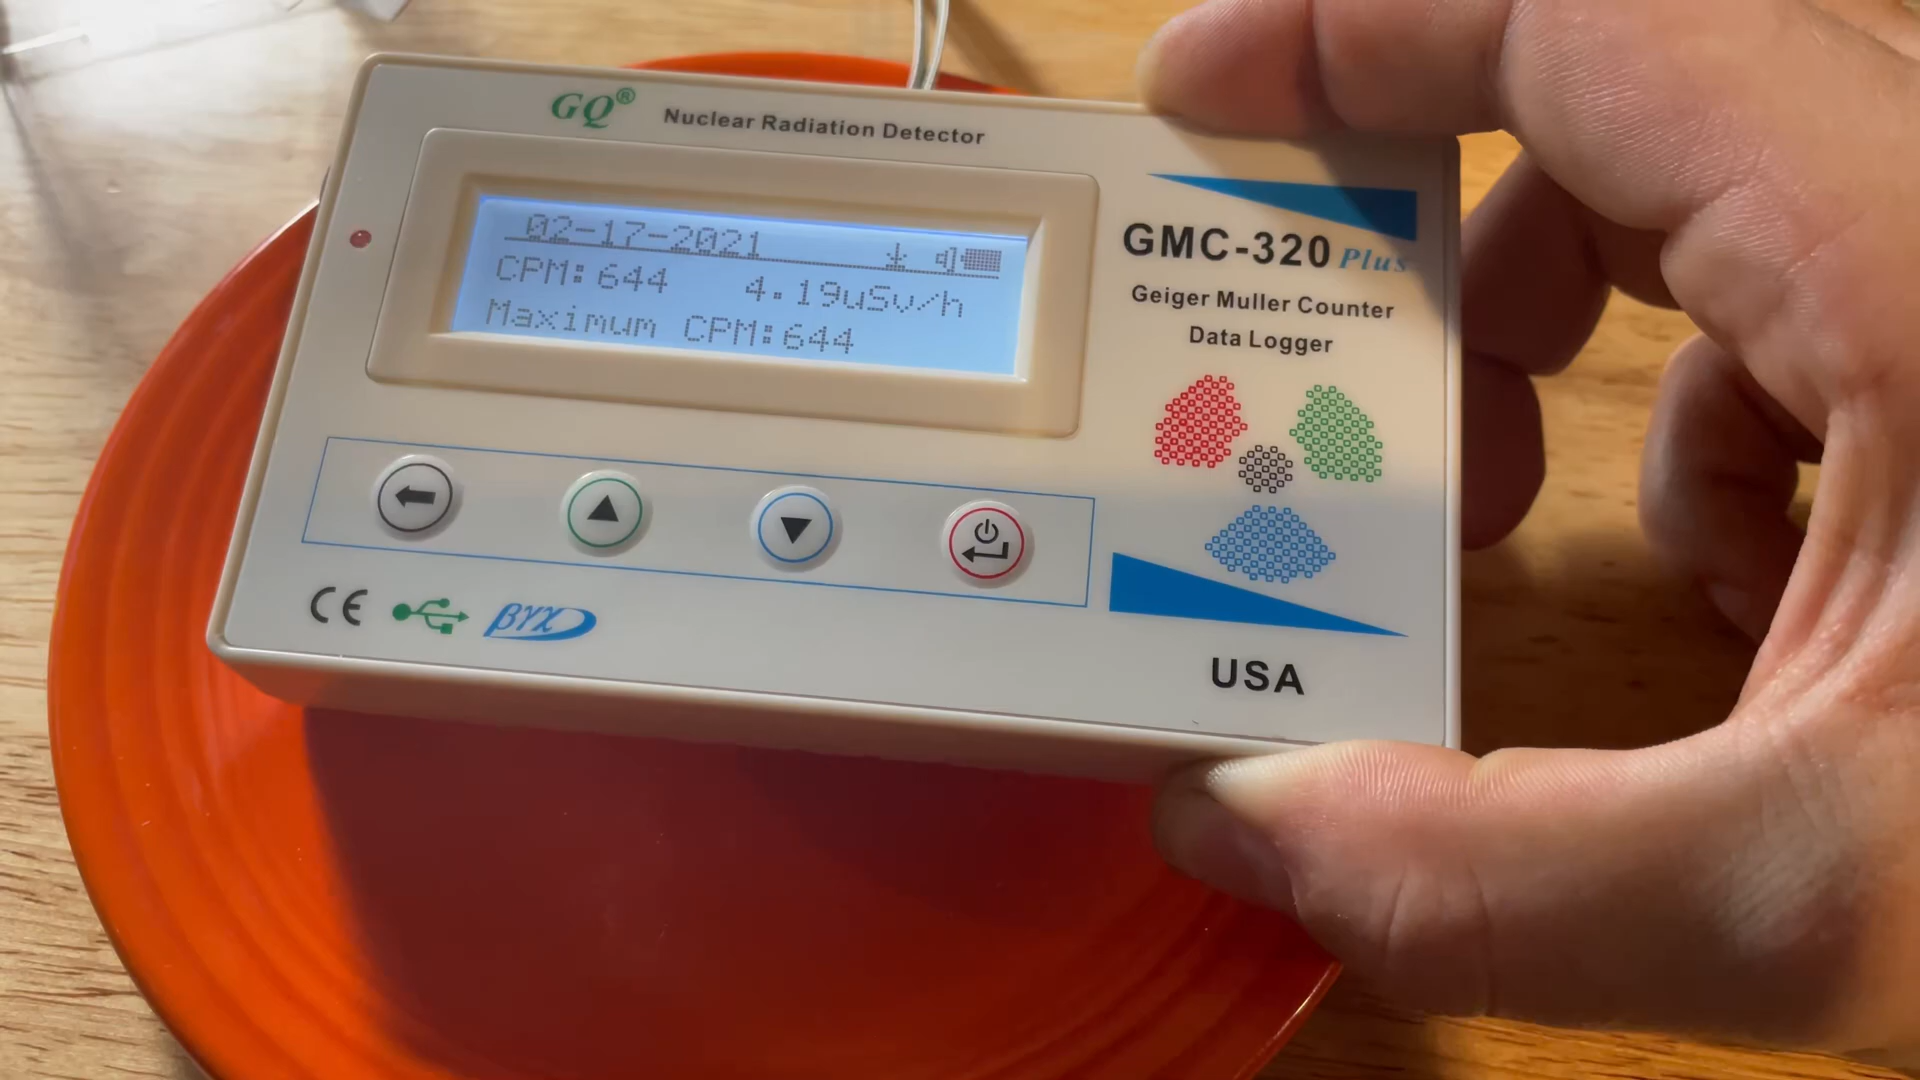 GQ® Nuclear Radiation Detector
02-17-2021
CPM:644 4.19uSv/h
Maximum CPM:644
GMC-320 Plus
Geiger Muller Counter
Data Logger
CE βγχ
USA